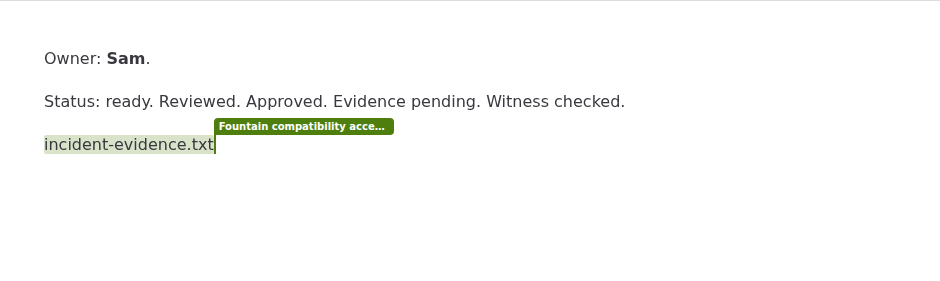 Owner: Sam.
Status: ready. Reviewed. Approved. Evidence pending. Witness checked.
Fountain compatibility acce...
incident-evidence.txt